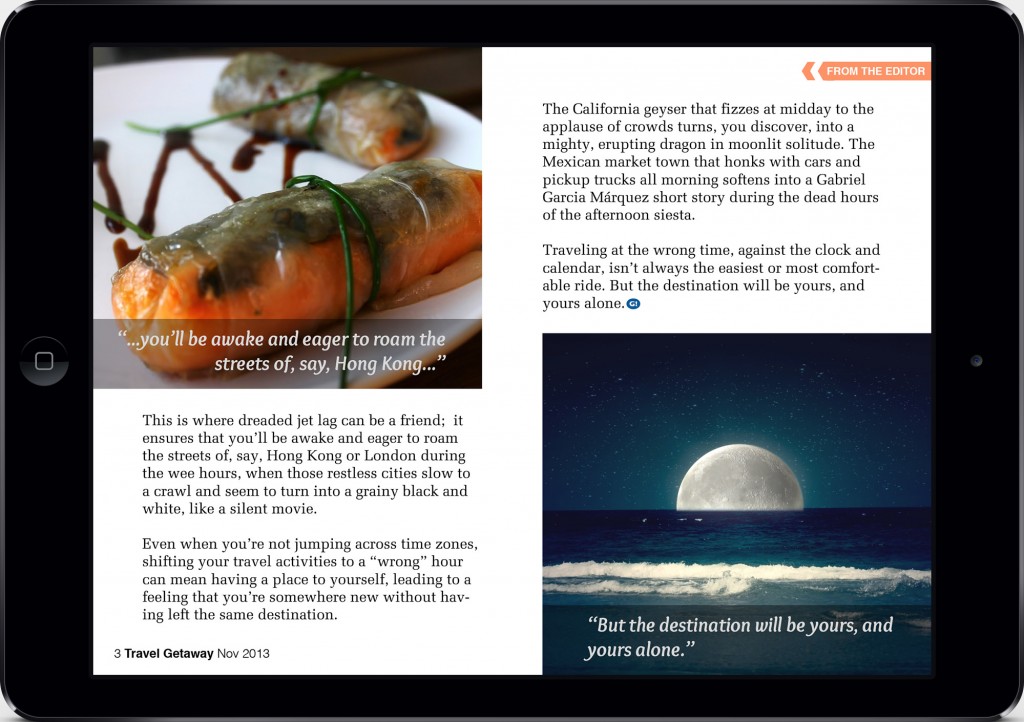 “...you’ll be awake and eager to roam the
streets of, say, Hong Kong...”
This is where dreaded jet lag can be a friend;  it
ensures that you’ll be awake and eager to roam
the streets of, say, Hong Kong or London during
the wee hours, when those restless cities slow to
a crawl and seem to turn into a grainy black and
white, like a silent movie.
Even when you’re not jumping across time zones,
shifting your travel activities to a “wrong” hour
can mean having a place to yourself, leading to a
feeling that you’re somewhere new without hav-
ing left the same destination.
3 Travel Getaway Nov 2013
FROM THE EDITOR
The California geyser that fizzes at midday to the
applause of crowds turns, you discover, into a
mighty, erupting dragon in moonlit solitude. The
Mexican market town that honks with cars and
pickup trucks all morning softens into a Gabriel
Garcia Márquez short story during the dead hours
of the afternoon siesta.
Traveling at the wrong time, against the clock and
calendar, isn’t always the easiest or most comfort-
able ride. But the destination will be yours, and
yours alone. G!
“But the destination will be yours, and
yours alone.”